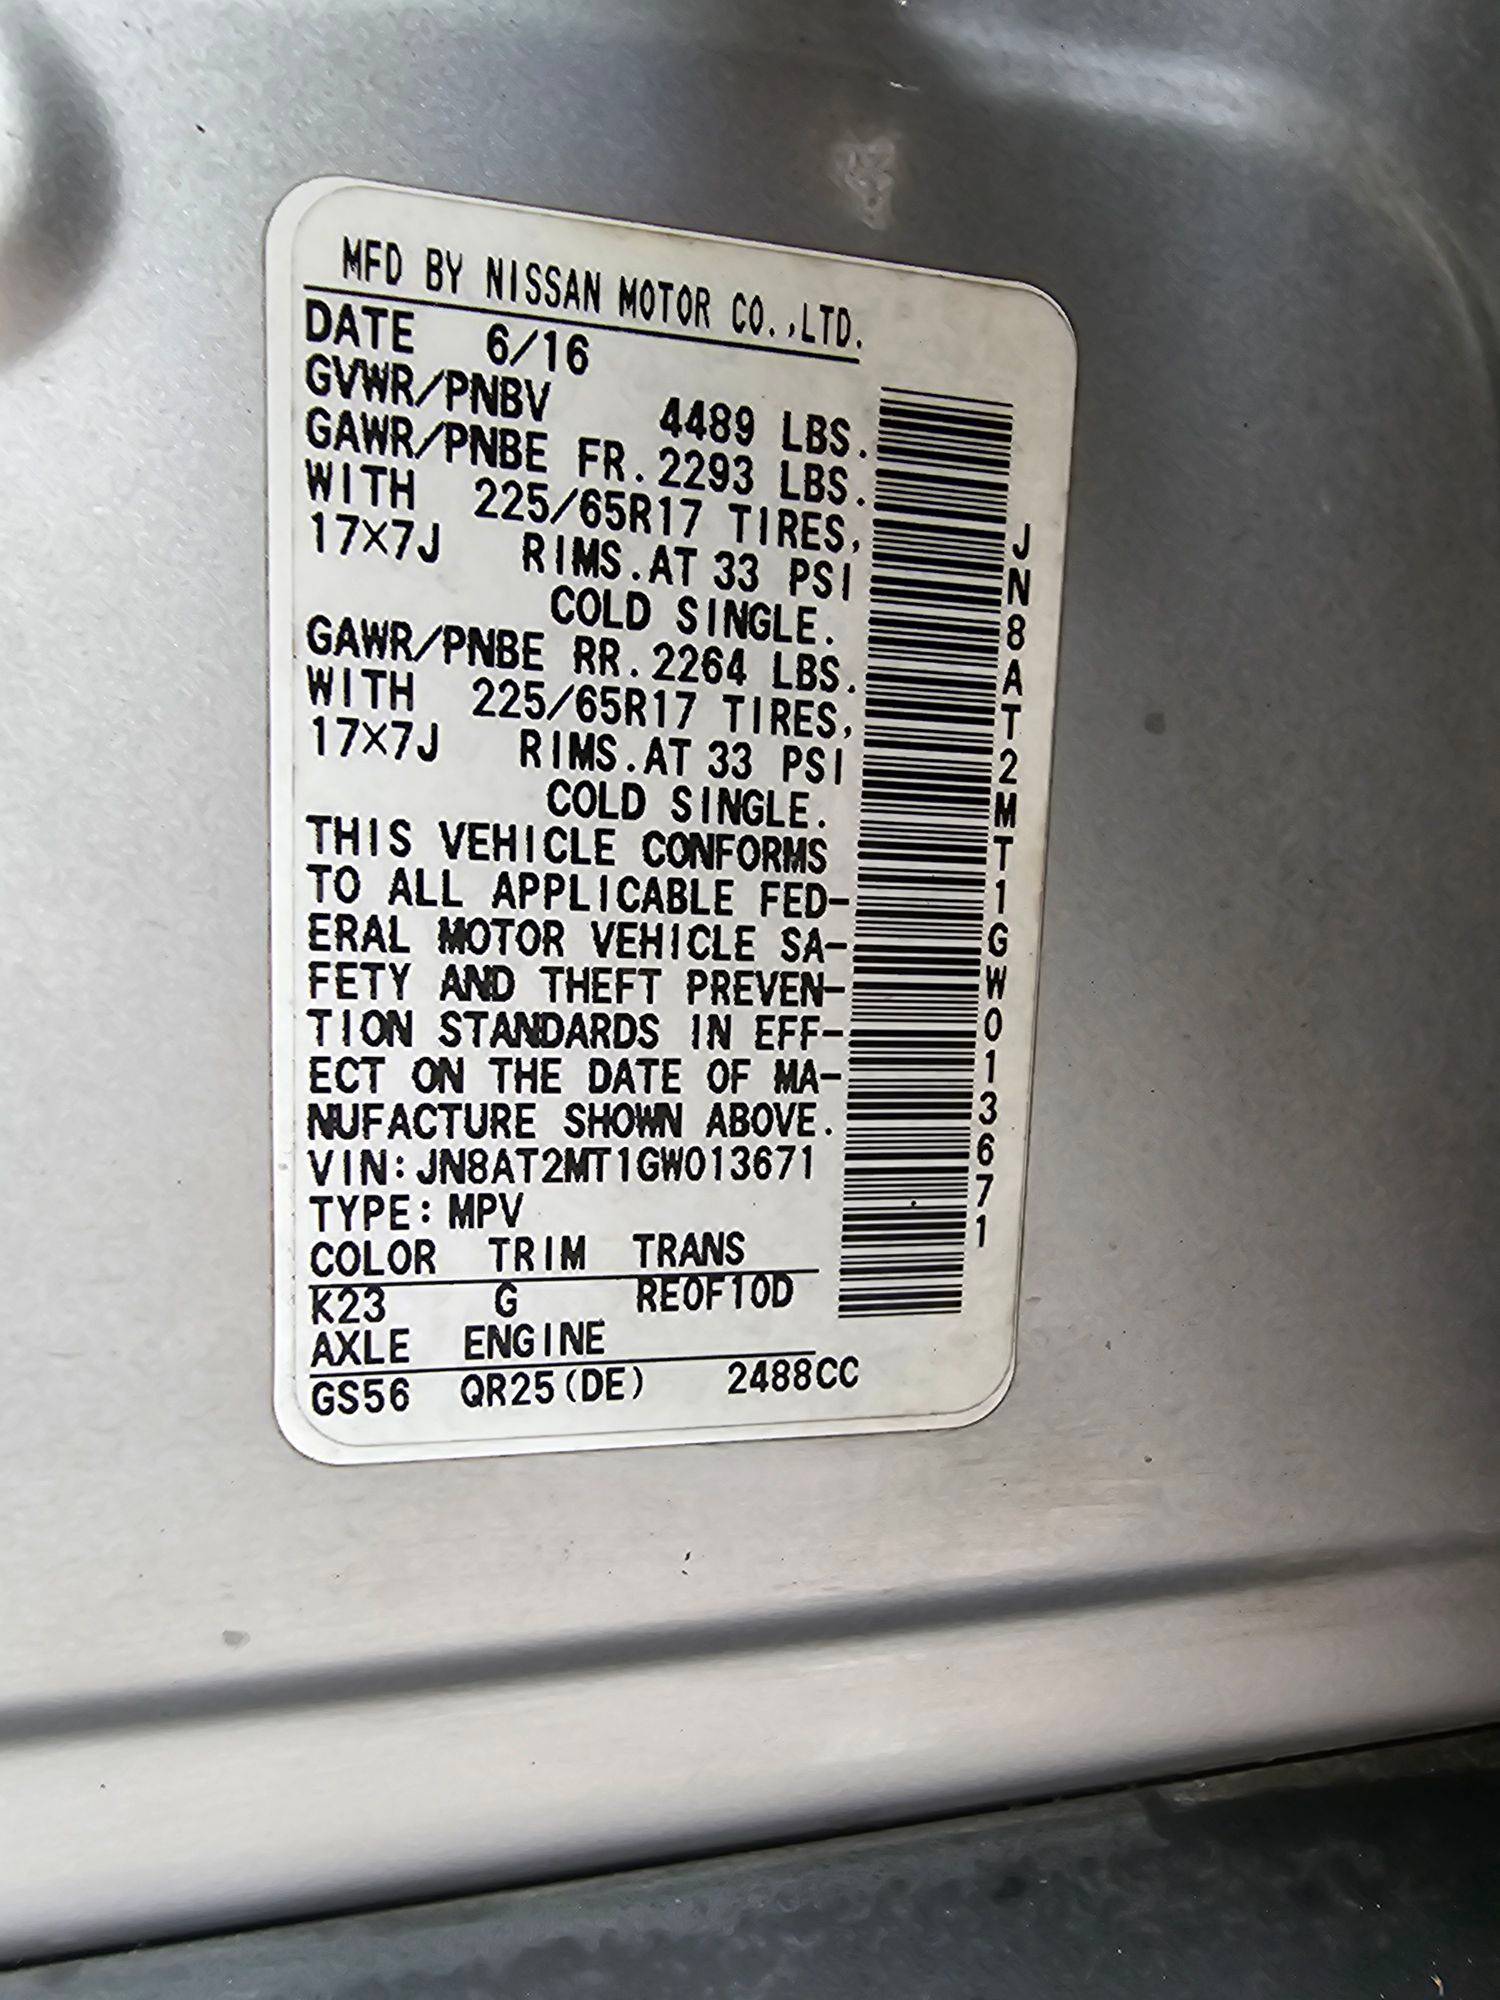 MFD BY NISSAN MOTOR CO.,LTD.
DATE 6/16
GVWR/PNBV 4489 LBS.
GAWR/PNBE FR. 2293 LBS.
WITH 225/65R17 TIRES,
17X7J RIMS. AT 33 PSI
COLD SINGLE.
GAWR/PNBE RR. 2264 LBS.
WITH 225/65R17 TIRES,
17X7J RIMS. AT 33 PSI
COLD SINGLE.
THIS VEHICLE CONFORMS
TO ALL APPLICABLE FED-
ERAL MOTOR VEHICLE SA-
FETY AND THEFT PREVEN-
TION STANDARDS IN EFF-
ECT ON THE DATE OF MA-
NUFACTURE SHOWN ABOVE.
VIN: JN8AT2MT1GW013671
TYPE: MPV
COLOR TRIM TRANS
K23 G RE0F10D
AXLE ENGINE
GS56 QR25(DE) 2488CC
JN8AT2MT1GW013671